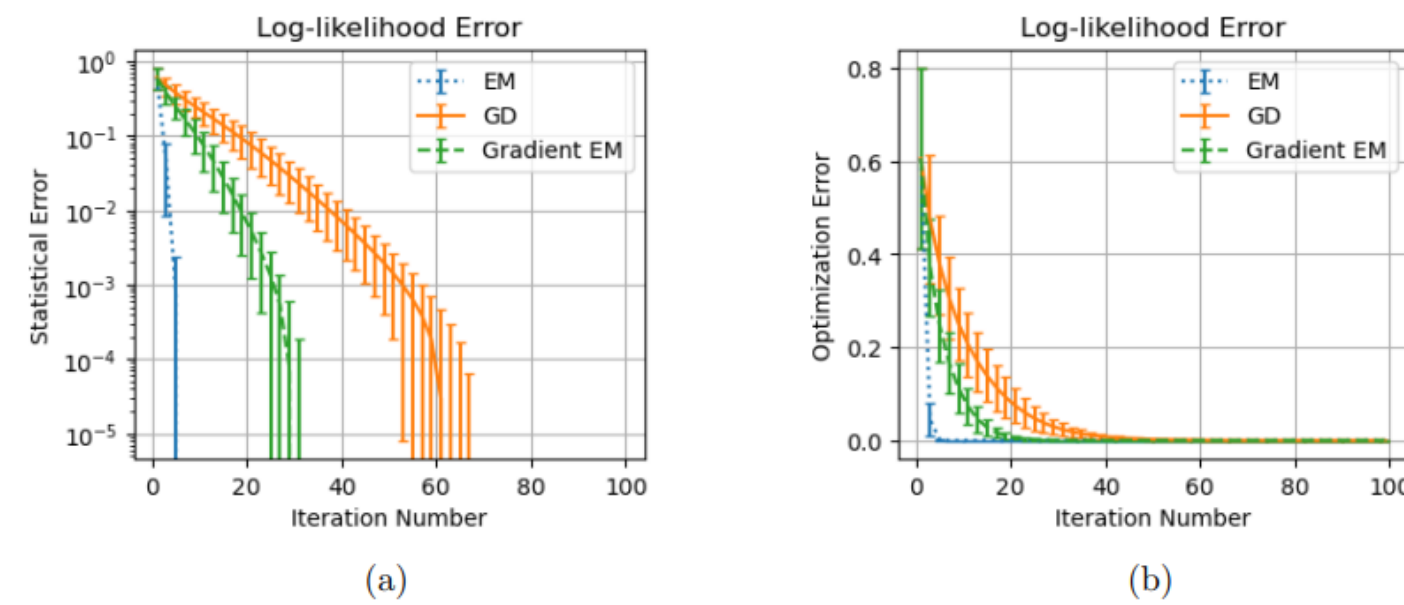 Log-likelihood Error
10⁰
10⁻¹
10⁻²
10⁻³
10⁻⁴
10⁻⁵
Statistical Error
EM
GD
Gradient EM
0 20 40 60 80 100
Iteration Number
(a)
Log-likelihood Error
0.8
0.6
0.4
0.2
0.0
Optimization Error
EM
GD
Gradient EM
0 20 40 60 80 100
Iteration Number
(b)